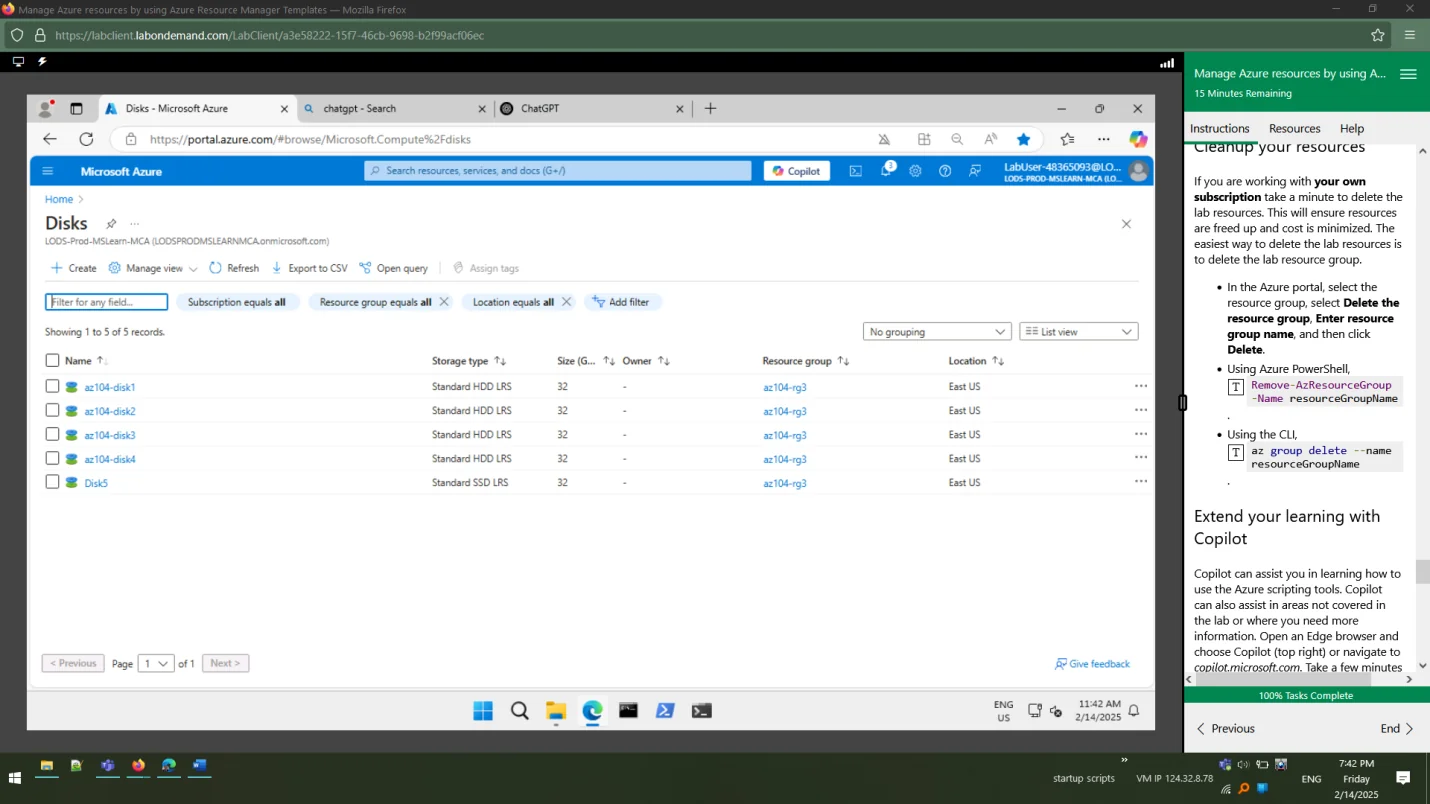 Manage Azure resources by using Azure Resource Manager Templates — Mozilla Firefox
https://labclient.labondemand.com/LabClient/a3e58222-15f7-46cb-9698-b2f99acf06ec
Disks - Microsoft Azure
chatgpt - Search
ChatGPT
https://portal.azure.com/#browse/Microsoft.Compute%2Fdisks
Microsoft Azure
Search resources, services, and docs (G+/)
Copilot
3
LabUser-48365093@LO...
LODS-PROD-MSLEARN-MCA (LO...
Home
Disks
...
LODS-Prod-MSLearn-MCA (LODSPRODMSLEARNMCA.onmicrosoft.com)
Create
Manage view
Refresh
Export to CSV
Open query
Assign tags
Filter for any field...
Subscription equals all
Resource group equals all
Location equals all
Add filter
Showing 1 to 5 of 5 records.
No grouping
List view
Name
Storage type
Size (G...
Owner
Resource group
Location
az104-disk1 Standard HDD LRS 32 - az104-rg3 East US
az104-disk2 Standard HDD LRS 32 - az104-rg3 East US
az104-disk3 Standard HDD LRS 32 - az104-rg3 East US
az104-disk4 Standard HDD LRS 32 - az104-rg3 East US
Disk5 Standard SSD LRS 32 - az104-rg3 East US
< Previous
Page
1
of 1
Next >
Give feedback
ENG
US
11:42 AM
2/14/2025
Manage Azure resources by using A...
15 Minutes Remaining
Instructions
Resources
Help
Cleanup your resources
If you are working with your own
subscription take a minute to delete the
lab resources. This will ensure resources
are freed up and cost is minimized. The
easiest way to delete the lab resources is
to delete the lab resource group.
• In the Azure portal, select the
resource group, select Delete the
resource group, Enter resource
group name, and then click
Delete.
• Using Azure PowerShell,
T
Remove-AzResourceGroup
-Name resourceGroupName
.
• Using the CLI,
T
az group delete --name
resourceGroupName
.
Extend your learning with
Copilot
Copilot can assist you in learning how to
use the Azure scripting tools. Copilot
can also assist in areas not covered in
the lab or where you need more
information. Open an Edge browser and
choose Copilot (top right) or navigate to
copilot.microsoft.com. Take a few minutes
100% Tasks Complete
Previous
End
startup scripts
VM IP 124.32.8.78
ENG
7:42 PM
Friday
2/14/2025